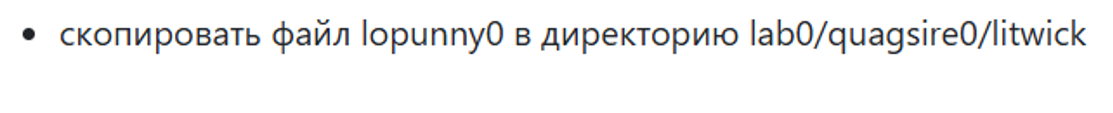 • скопировать файл lopunny0 в директорию lab0/quagsire0/litwick